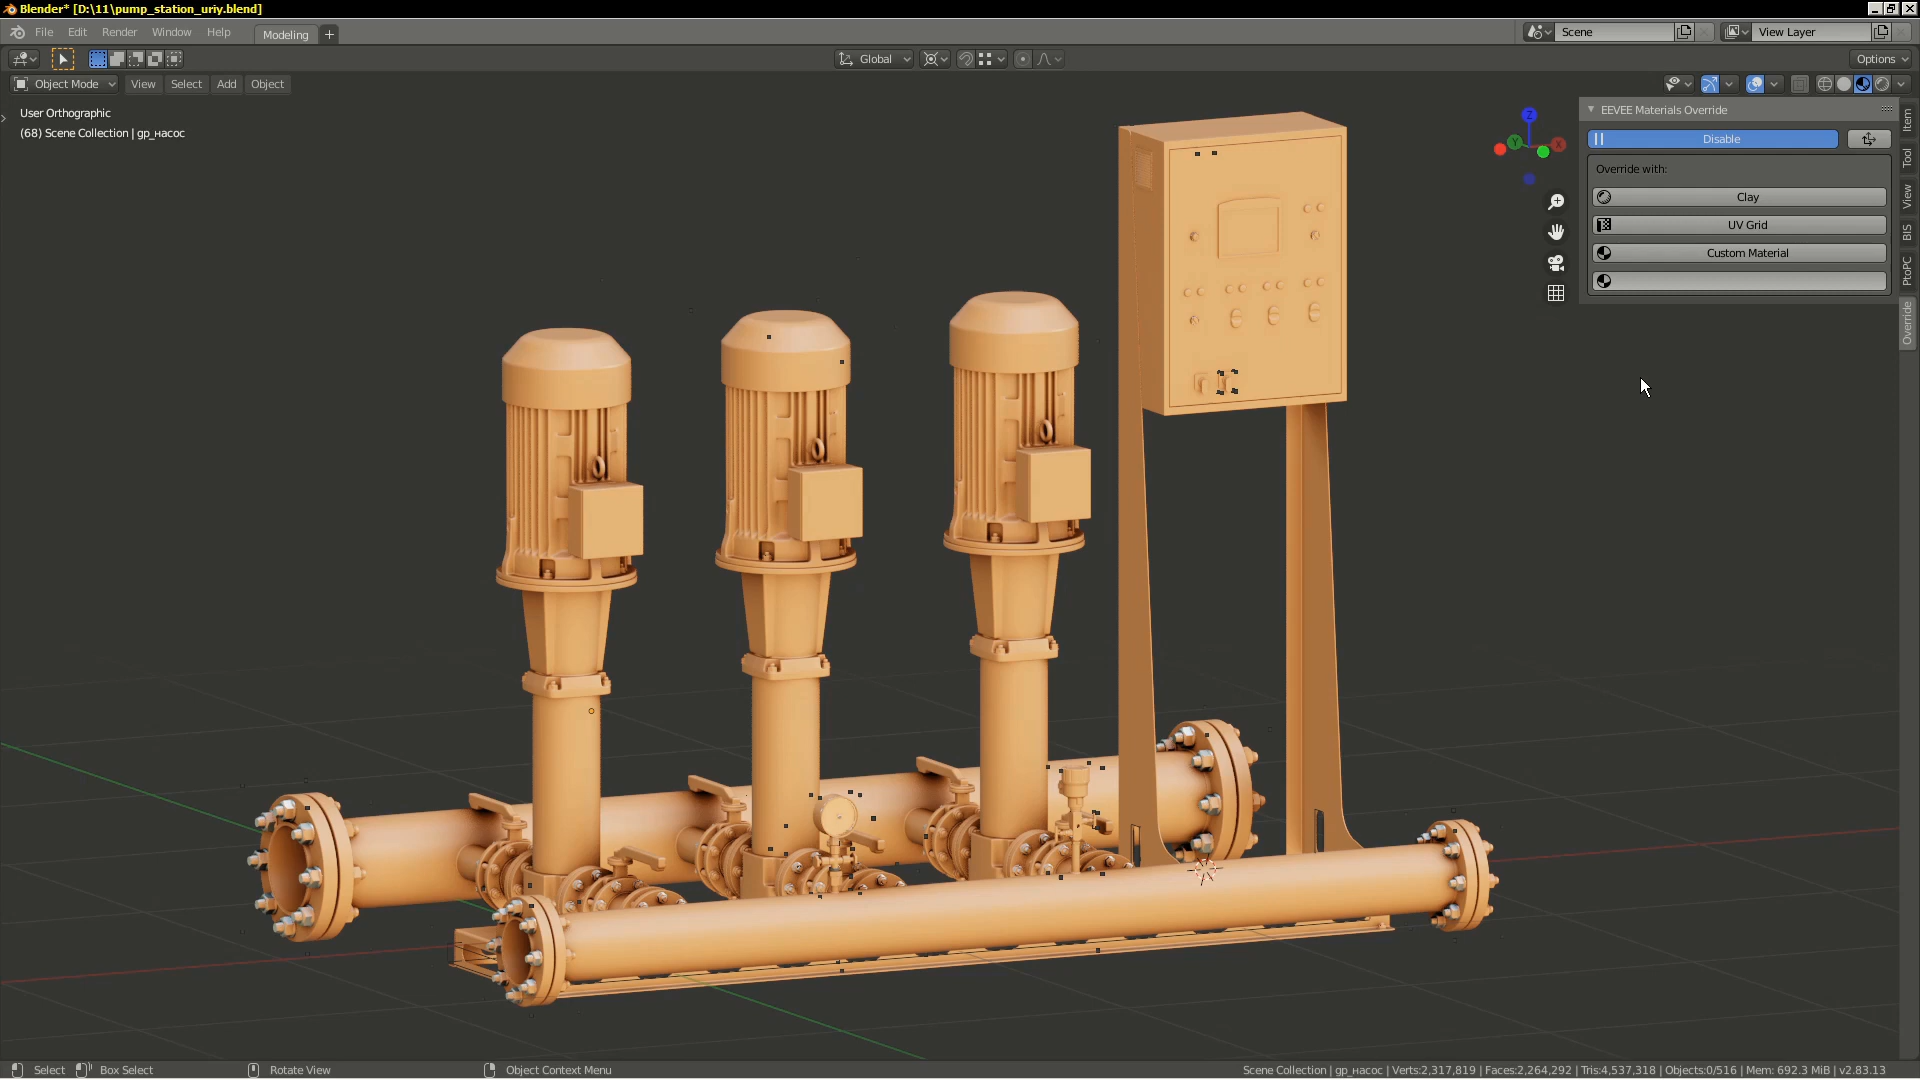 Blender* [D:\11\pump_station_uriy.blend]
File Edit Render Window Help
Modeling
Scene
View Layer
Global
Options
Object Mode View Select Add Object
User Orthographic
(68) Scene Collection | gp_насос
Z
Y
X
EEVEE Materials Override
Disable
Override with:
Clay
UV Grid
Custom Material
Item
Tool
View
BIS
PtoPC
Override
Select
Box Select
Rotate View
Object Context Menu
Scene Collection | gp_насос | Verts:2,317,819 | Faces:2,264,292 | Tris:4,537,318 | Objects:0/516 | Mem: 692.3 MiB | v2.83.13